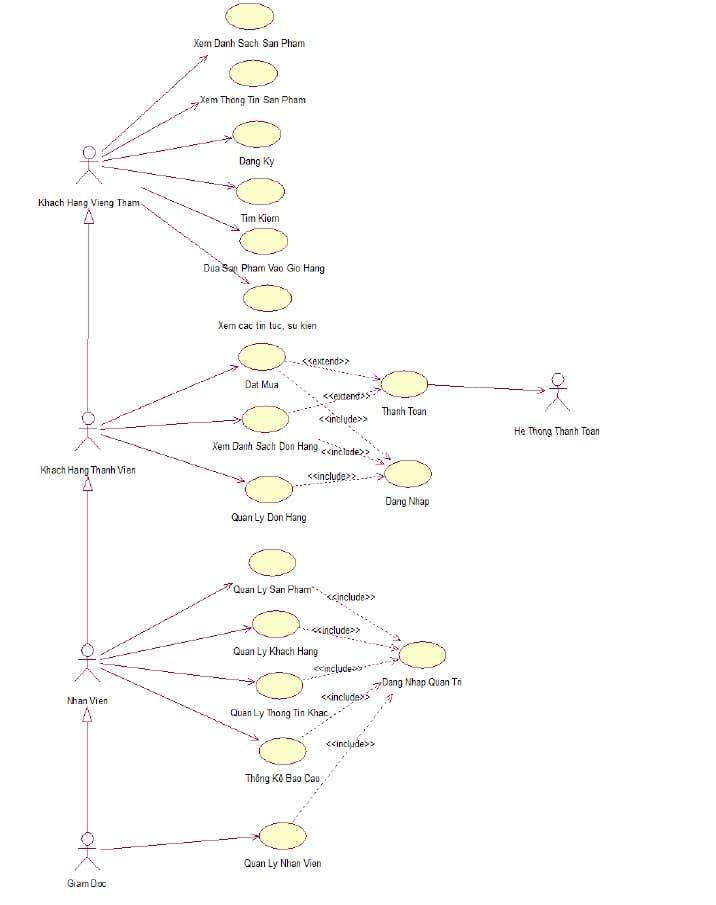 Xem Danh Sach San Pham
Xem Thong Tin San Pham
Dang Ky
Khach Hang Vieng Tham
Tim Kiem
Dua San Pham Vao Gio Hang
Xem cac tin tuc, su kien
<<extend>>
Dat Mua
<<extend>>
Thanh Toan
He Thong Thanh Toan
<<include>>
Xem Danh Sach Don Hang
<<include>>
Khach Hang Thanh Vien
<<include>>
Dang Nhap
Quan Ly Don Hang
Quan Ly San Pham
<<include>>
<<include>>
Quan Ly Khach Hang
<<include>>
Dang Nhap Quan Tri
<<include>>
Nhan Vien
Quan Ly Thong Tin Khac
<<include>>
Thống Kê Bao Cao
Quan Ly Nhan Vien
Giam Doc